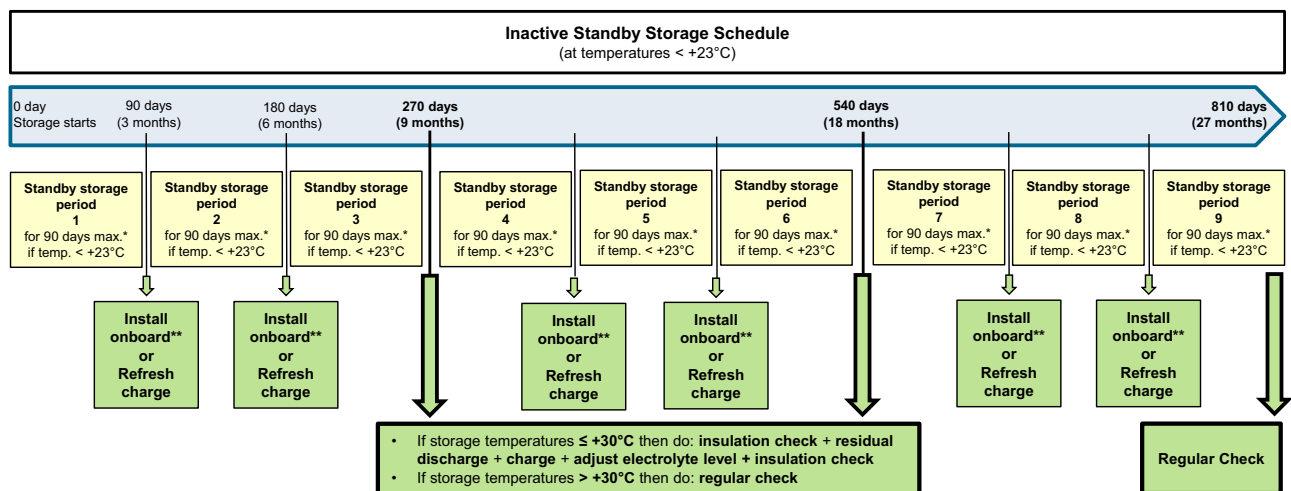 Inactive Standby Storage Schedule
(at temperatures < +23°C)
0 day
Storage starts
90 days
(3 months)
180 days
(6 months)
270 days
(9 months)
540 days
(18 months)
810 days
(27 months)
Standby storage
period
1
for 90 days max.*
if temp. < +23°C
Standby storage
period
2
for 90 days max.*
if temp. < +23°C
Standby storage
period
3
for 90 days max.*
if temp. < +23°C
Standby storage
period
4
for 90 days max.*
if temp. < +23°C
Standby storage
period
5
for 90 days max.*
if temp. < +23°C
Standby storage
period
6
for 90 days max.*
if temp. < +23°C
Standby storage
period
7
for 90 days max.*
if temp. < +23°C
Standby storage
period
8
for 90 days max.*
if temp. < +23°C
Standby storage
period
9
for 90 days max.*
if temp. < +23°C
Install
onboard**
or
Refresh
charge
Install
onboard**
or
Refresh
charge
Install
onboard**
or
Refresh
charge
Install
onboard**
or
Refresh
charge
Install
onboard**
or
Refresh
charge
Install
onboard**
or
Refresh
charge
• If storage temperatures ≤ +30°C then do: insulation check + residual
discharge + charge + adjust electrolyte level + insulation check
• If storage temperatures > +30°C then do: regular check
Regular Check